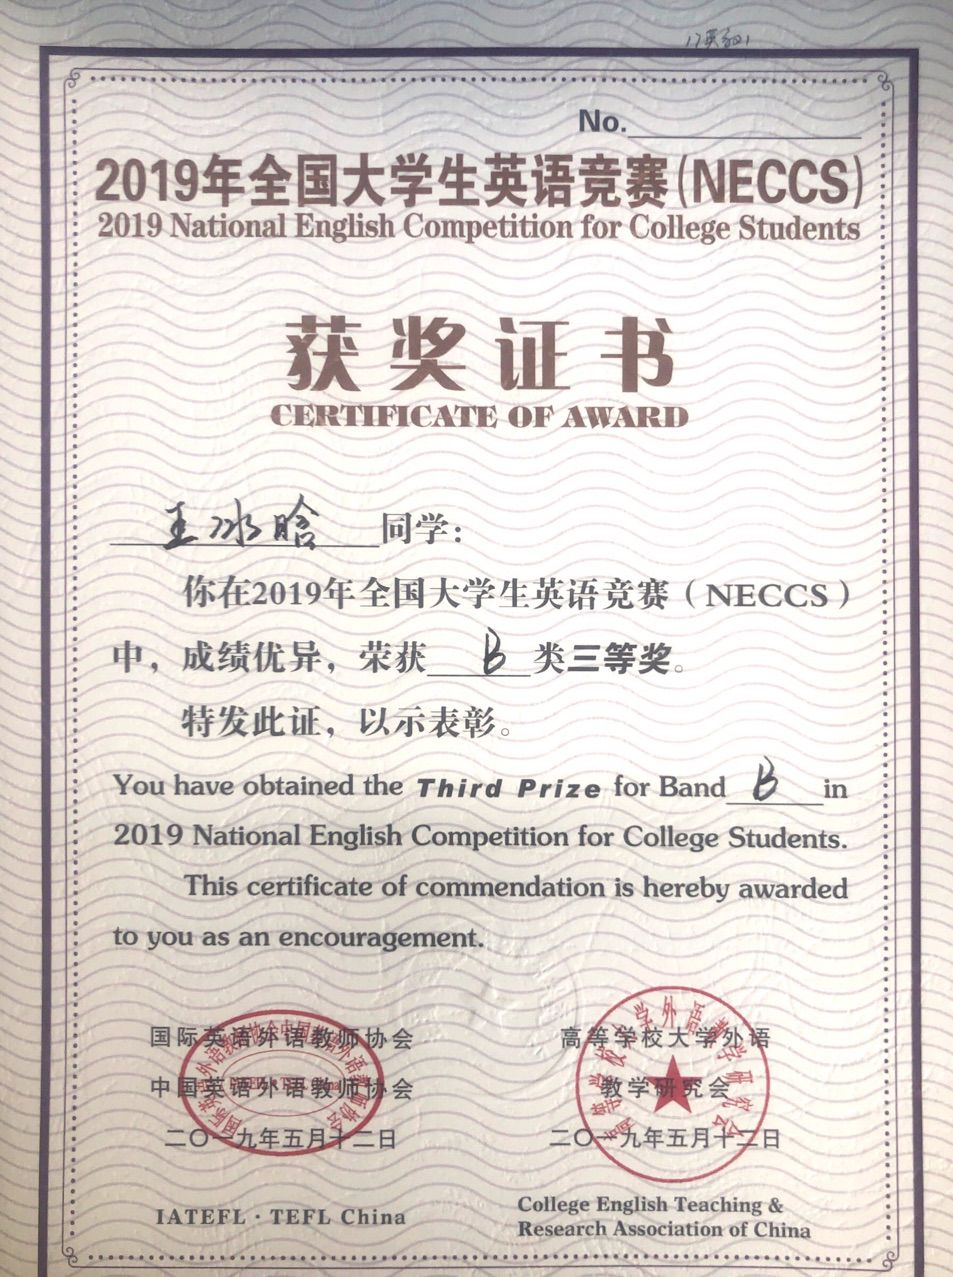 17英语21
No.
2019年全国大学生英语竞赛(NECCS)
2019 National English Competition for College Students
获奖证书
CERTIFICATE OF AWARD
王冰晗 同学：
你在2019年全国大学生英语竞赛（NECCS）
中，成绩优异，荣获 B 类三等奖。
特发此证，以示表彰。
You have obtained the Third Prize for Band B in
2019 National English Competition for College Students.
This certificate of commendation is hereby awarded
to you as an encouragement.
国际英语外语教师协会 高等学校大学外语
中国英语外语教师协会 教学研究会
二〇一九年五月十二日 二〇一九年五月十二日
IATEFL · TEFL China
College English Teaching &
Research Association of China